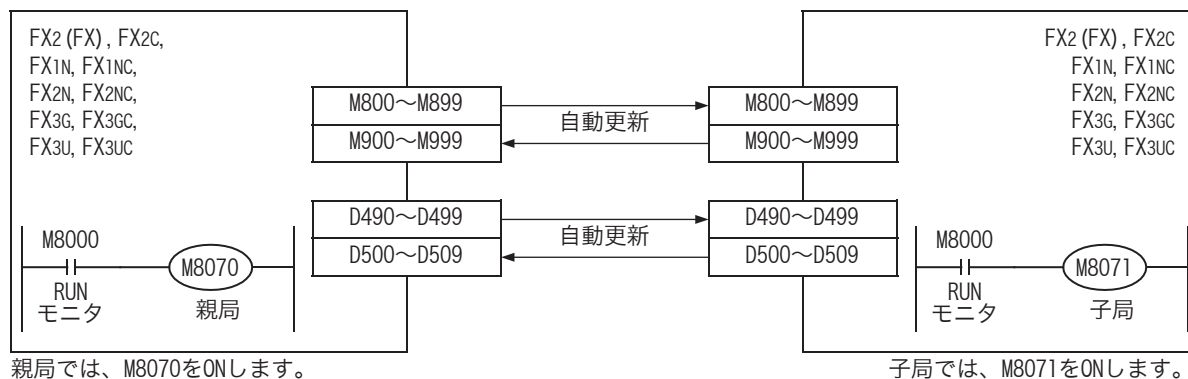 FX2 (FX) , FX2C,
FX1N, FX1NC,
FX2N, FX2NC,
FX3G, FX3GC,
FX3U, FX3UC
M8000
RUN
モニタ
M8070
親局
M800～M899
M900～M999
自動更新
M800～M899
M900～M999
D490～D499
D500～D509
自動更新
D490～D499
D500～D509
FX2 (FX) , FX2C
FX1N, FX1NC
FX2N, FX2NC
FX3G, FX3GC
FX3U, FX3UC
M8000
RUN
モニタ
M8071
子局
親局では、M8070をONします。
子局では、M8071をONします。